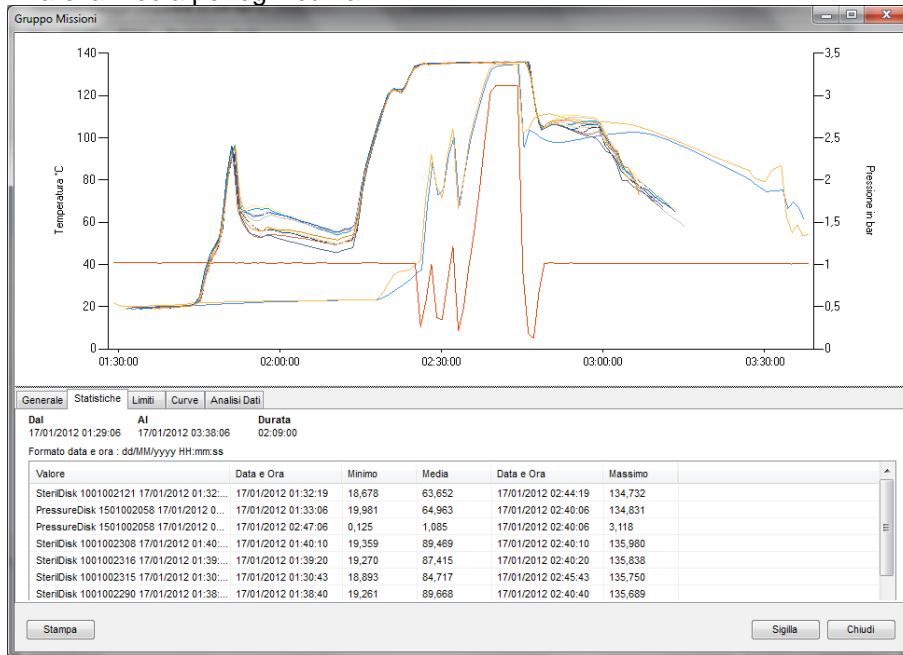 Gruppo Missioni
140 3,5
120 3
100 2,5
80 2
60 1,5
40 1
20 0,5
0 0
Temperatura °C
Pressione in bar
01:30:00 02:00:00 02:30:00 03:00:00 03:30:00
Generale Statistiche Limiti Curve Analisi Dati
Dal Al Durata
17/01/2012 01:29:06 17/01/2012 03:38:06 02:09:00
Formato data e ora : dd/MM/yyyy HH:mm:ss
Valore Data e Ora Minimo Media Data e Ora Massimo
SterilDisk 1001002121 17/01/2012 01:32:... 17/01/2012 01:32:19 18,678 63,652 17/01/2012 02:44:19 134,732
PressureDisk 1501002058 17/01/2012 0... 17/01/2012 01:33:06 19,981 64,963 17/01/2012 02:40:06 134,831
PressureDisk 1501002058 17/01/2012 0... 17/01/2012 02:47:06 0,125 1,085 17/01/2012 02:40:06 3,118
SterilDisk 1001002308 17/01/2012 01:40:... 17/01/2012 01:40:10 19,359 89,469 17/01/2012 02:40:10 135,980
SterilDisk 1001002316 17/01/2012 01:39:... 17/01/2012 01:39:20 19,270 87,415 17/01/2012 02:40:20 135,838
SterilDisk 1001002315 17/01/2012 01:30:... 17/01/2012 01:30:43 18,893 84,717 17/01/2012 02:45:43 135,750
SterilDisk 1001002290 17/01/2012 01:38:... 17/01/2012 01:38:40 19,261 89,668 17/01/2012 02:40:40 135,689
Stampa Sigilla Chiudi